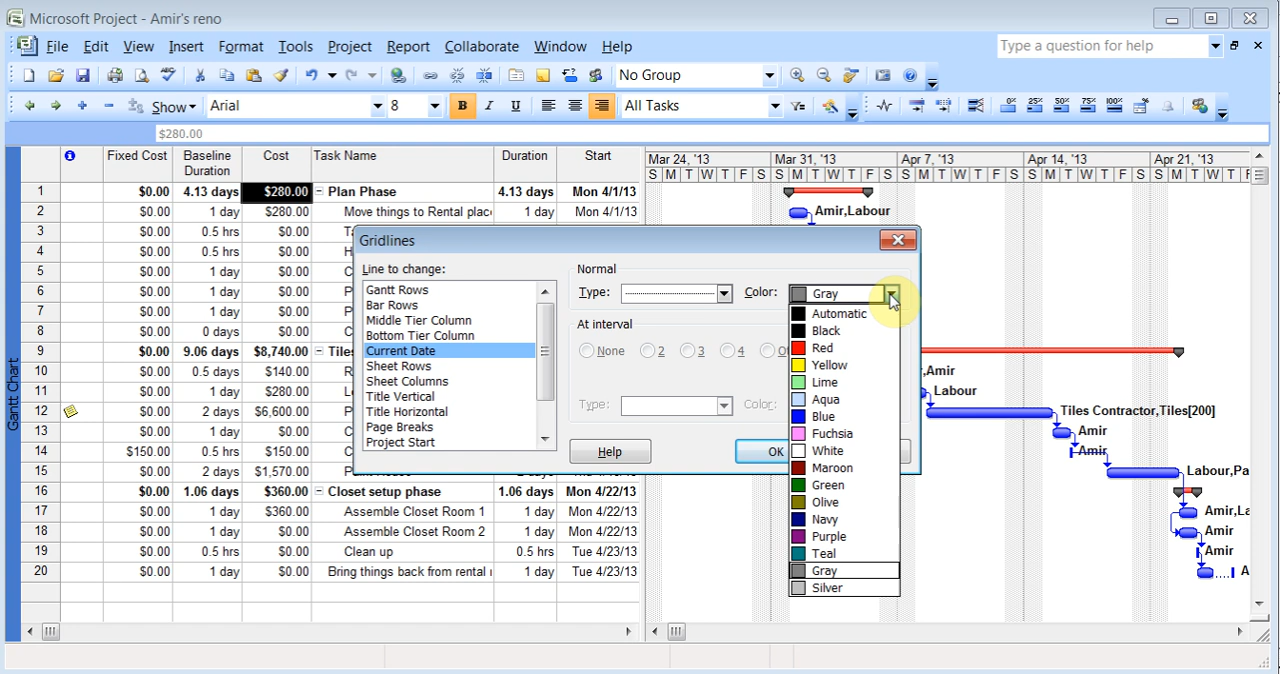 Microsoft Project - Amir's reno
File Edit View Insert Format Tools Project Report Collaborate Window Help
Type a question for help
No Group
Show Arial 8 B I U All Tasks 0% 25% 50% 75% 100%
$280.00
Fixed Cost Baseline Duration Cost Task Name Duration Start
Mar 24, '13 Mar 31, '13 Apr 7, '13 Apr 14, '13 Apr 21, '13
S M T W T F S S M T W T F S S M T W T F S S M T W T F S S M T W T F
1 $0.00 4.13 days $280.00 Plan Phase 4.13 days Mon 4/1/13
2 $0.00 1 day $280.00 Move things to Rental plac 1 day Mon 4/1/13 Amir,Labour
3 $0.00 0.5 hrs $0.00
4 $0.00 0.5 hrs $0.00 H
5 $0.00 1 day $0.00 C
6 $0.00 1 day $0.00 P
7 $0.00 1 day $0.00
8 $0.00 0 days $0.00
9 $0.00 9.06 days $8,740.00 Tiles
10 $0.00 0.5 days $140.00 R ,Amir
11 $0.00 1 day $280.00 Labour
12 $0.00 2 days $6,600.00 P Tiles Contractor,Tiles[200]
13 $0.00 1 day $0.00 C Amir
14 $150.00 0.5 hrs $150.00 C Amir
15 $0.00 2 days $1,570.00 Labour,Pa
16 $0.00 1.06 days $360.00 Closet setup phase 1.06 days Mon 4/22/13
17 $0.00 1 day $360.00 Assemble Closet Room 1 1 day Mon 4/22/13 Amir,La
18 $0.00 1 day $0.00 Assemble Closet Room 2 1 day Mon 4/22/13 Amir
19 $0.00 0.5 hrs $0.00 Clean up 0.5 hrs Tue 4/23/13 Amir
20 $0.00 1 day $0.00 Bring things back from rental 1 day Tue 4/23/13 A
Gantt Chart
Gridlines
Line to change:
Gantt Rows
Bar Rows
Middle Tier Column
Bottom Tier Column
Current Date
Sheet Rows
Sheet Columns
Title Vertical
Title Horizontal
Page Breaks
Project Start
Normal
Type: Color: Gray
At interval
None 2 3 4
Type: Color:
Help OK
Automatic
Black
Red
Yellow
Lime
Aqua
Blue
Fuchsia
White
Maroon
Green
Olive
Navy
Purple
Teal
Gray
Silver